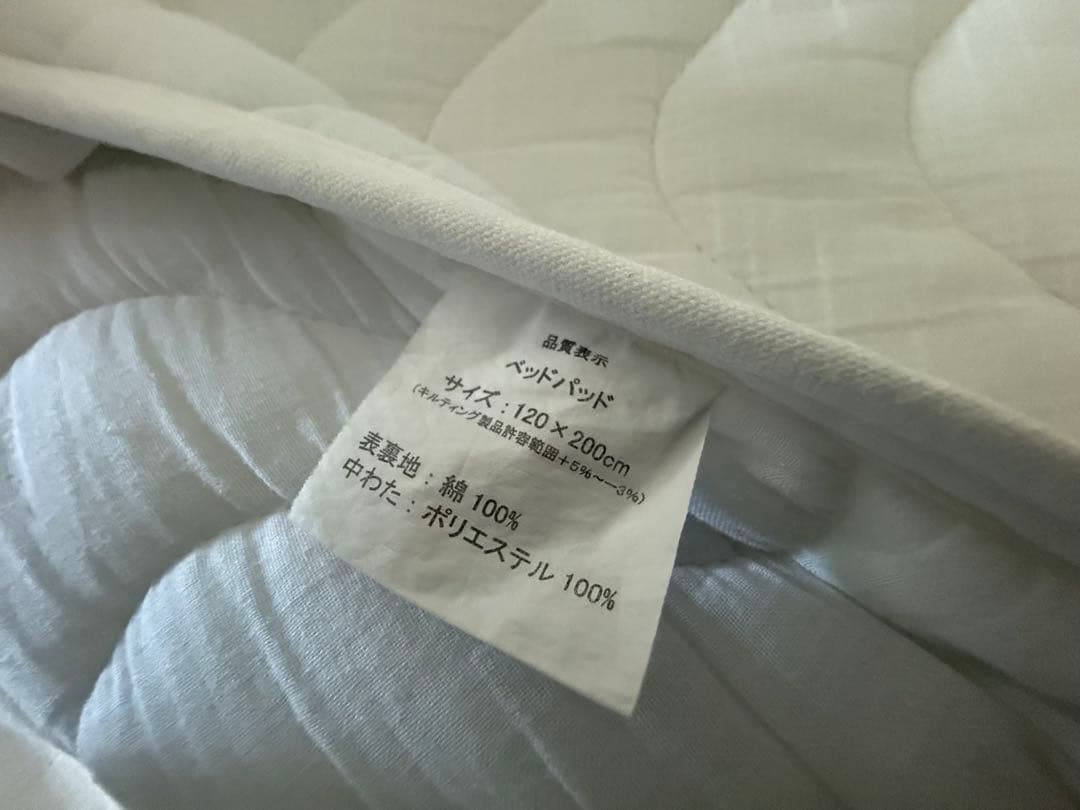 品質表示
ベッドパッド
サイズ：120×200cm
(キルティング製品許容範囲+5%〜−3%)
表裏地：綿 100%
中わた：ポリエステル 100%